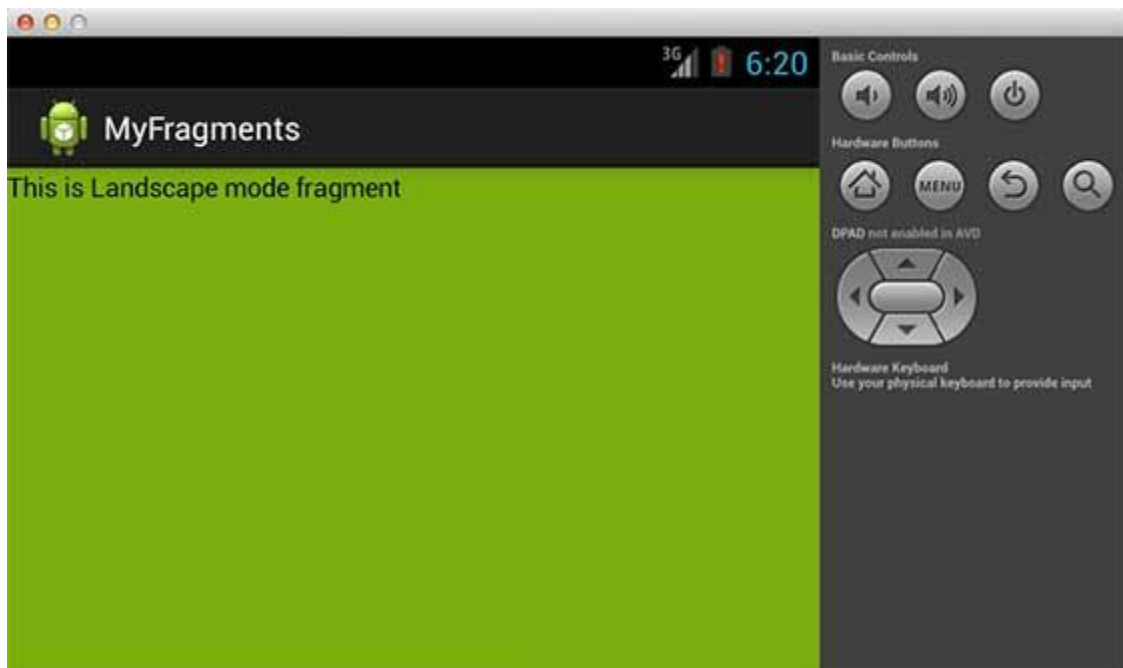 3G 6:20
MyFragments
This is Landscape mode fragment
Basic Controls
Hardware Buttons
MENU
DPAD not enabled in AVD
Hardware Keyboard
Use your physical keyboard to provide input